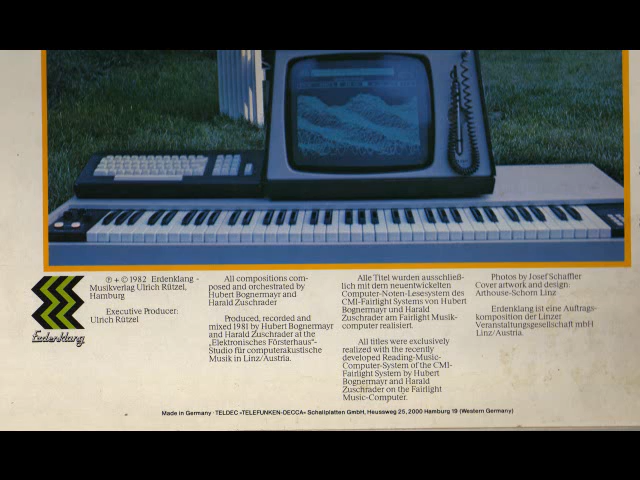 ℗ + © 1982 Erdenklang -
Musikverlag Ulrich Rützel,
Hamburg
Executive Producer:
Ulrich Rützel
Erdenklang
All compositions com-
posed and orchestrated by
Hubert Bognermayr and
Harald Zuschrader
Produced, recorded and
mixed 1981 by Hubert Bognermayr
and Harald Zuschrader at the
„Elektronisches Försterhaus“-
Studio für computerakustische
Musik in Linz/Austria.
Alle Titel wurden ausschließ-
lich mit dem neuentwickelten
Computer-Noten-Lesesystem des
CMI-Fairlight Systems von Hubert
Bognermayr und Harald
Zuschrader am Fairlight Musik-
computer realisiert.
All titles were exclusively
realized with the recently
developed Reading-Music-
Computer-System of the CMI-
Fairlight System by Hubert
Bognermayr and Harald
Zuschrader on the Fairlight
Music-Computer.
Photos by Josef Schaffler
Cover artwork and design:
Arthouse-Schorn Linz
Erdenklang ist eine Auftrags-
komposition der Linzer
Veranstaltungsgesellschaft mbH
Linz/Austria.
Made in Germany · TELDEC »TELEFUNKEN-DECCA« Schallplatten GmbH, Heussweg 25, 2000 Hamburg 19 (Western Germany)